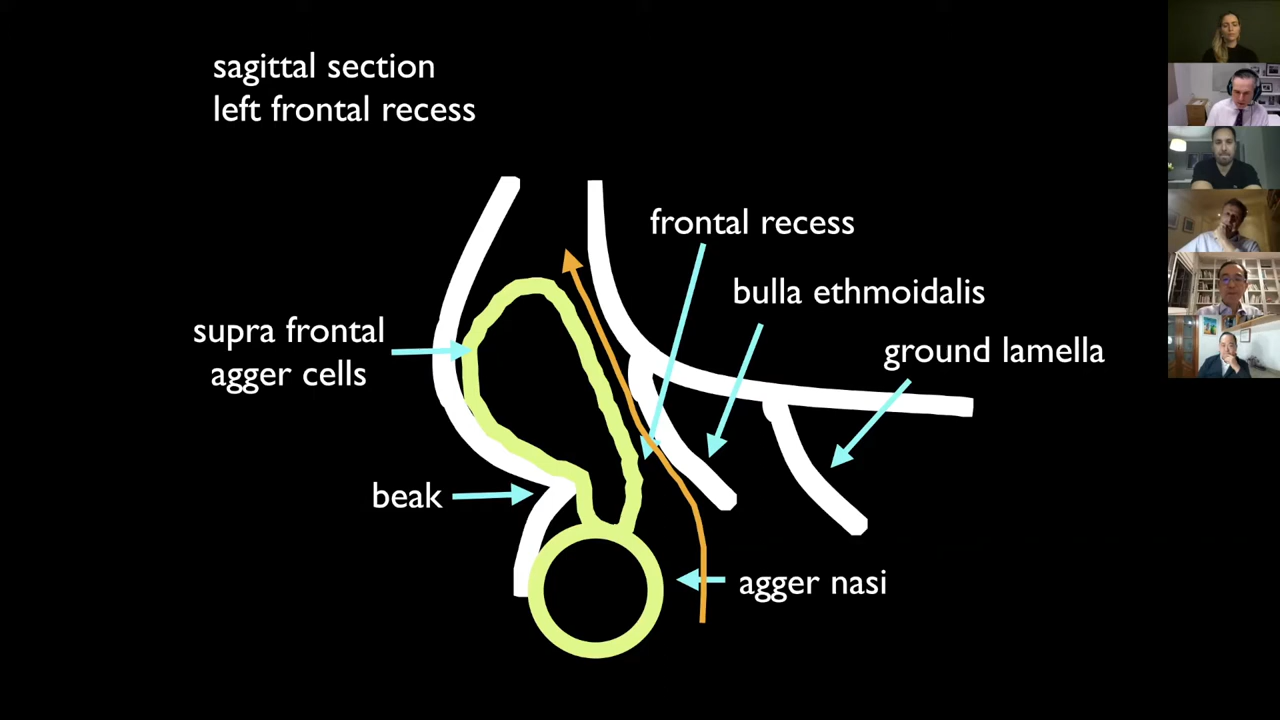 sagittal section
left frontal recess
frontal recess
bulla ethmoidalis
supra frontal
agger cells
ground lamella
beak
agger nasi